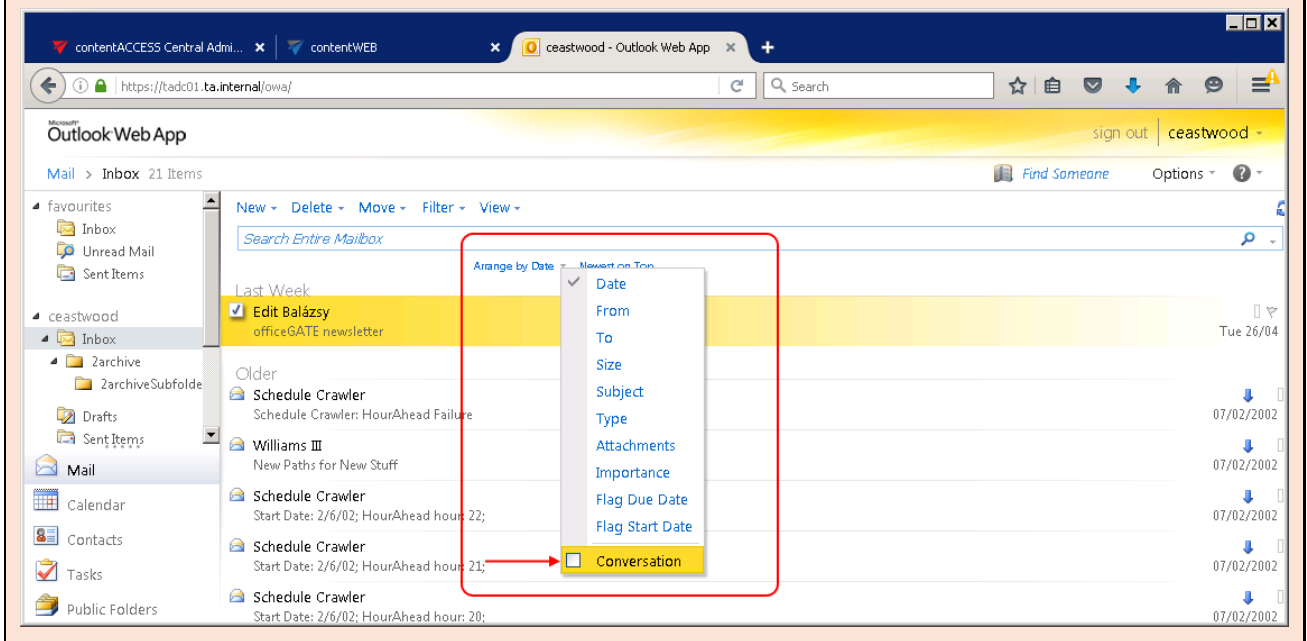 contentACCESS Central Admi...
contentWEB
ceastwood - Outlook Web App
https://tadc01.ta.internal/owa/
Search
Microsoft®
Outlook Web App
sign out
ceastwood
Mail > Inbox 21 Items
Find Someone
Options
favourites
Inbox
Unread Mail
Sent Items
ceastwood
Inbox
2archive
2archiveSubfolde
Drafts
Sent Items
Mail
Calendar
Contacts
Tasks
Public Folders
New Delete Move Filter View
Search Entire Mailbox
Arrange by Date Newest on Top
Last Week
Edit Balázsy
officeGATE newsletter
Tue 26/04
Older
Schedule Crawler
Schedule Crawler: HourAhead Failure
07/02/2002
Williams III
New Paths for New Stuff
07/02/2002
Schedule Crawler
Start Date: 2/6/02; HourAhead hour: 22;
07/02/2002
Schedule Crawler
Start Date: 2/6/02; HourAhead hour: 21;
07/02/2002
Schedule Crawler
Start Date: 2/6/02; HourAhead hour: 20;
07/02/2002
Date
From
To
Size
Subject
Type
Attachments
Importance
Flag Due Date
Flag Start Date
Conversation